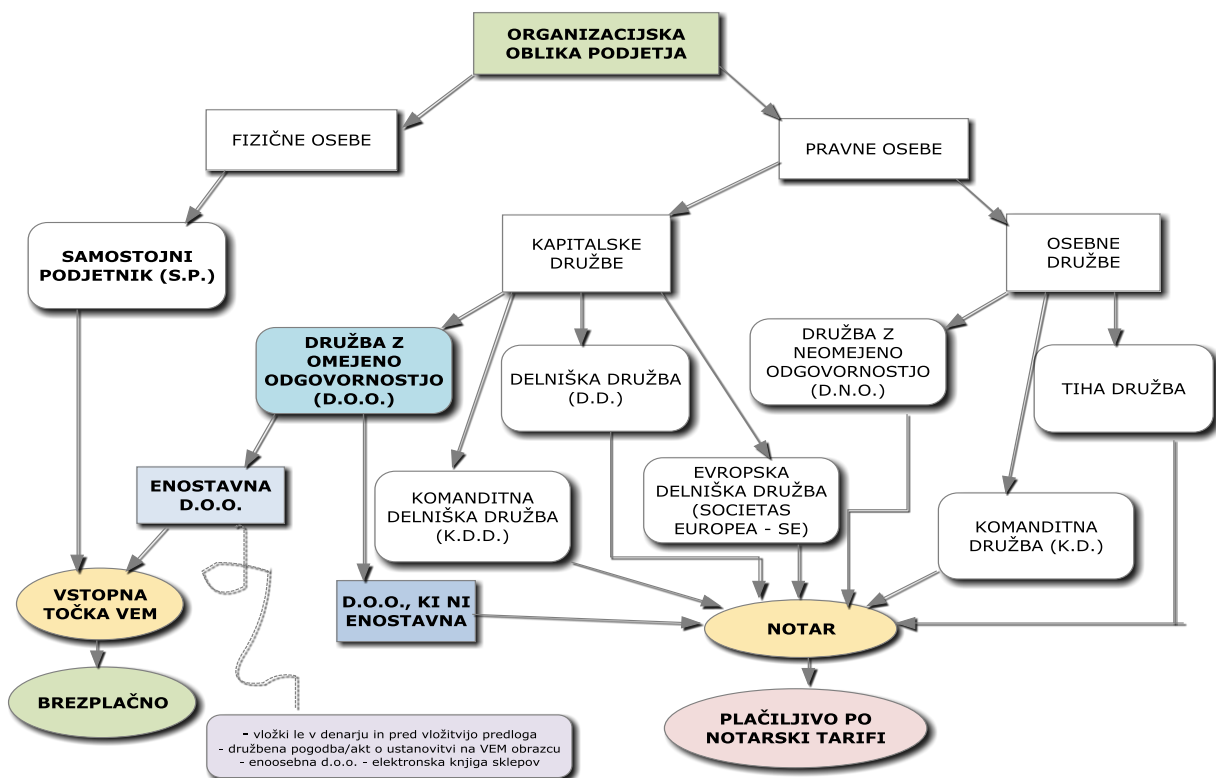 ORGANIZACIJSKA
OBLIKA PODJETJA
FIZIČNE OSEBE
PRAVNE OSEBE
SAMOSTOJNI
PODJETNIK (S.P.)
KAPITALSKE
DRUŽBE
OSEBNE
DRUŽBE
DRUŽBA Z
OMEJENO
ODGOVORNOSTJO
(D.O.O.)
DELNIŠKA DRUŽBA
(D.D.)
DRUŽBA Z
NEOMEJENO
ODGOVORNOSTJO
(D.N.O.)
TIHA DRUŽBA
ENOSTAVNA
D.O.O.
KOMANDITNA
DELNIŠKA DRUŽBA
(K.D.D.)
EVROPSKA
DELNIŠKA DRUŽBA
(SOCIETAS
EUROPEA - SE)
KOMANDITNA
DRUŽBA (K.D.)
VSTOPNA
TOČKA VEM
D.O.O., KI NI
ENOSTAVNA
NOTAR
BREZPLAČNO
PLAČILJIVO PO
NOTARSKI TARIFI
- vložki le v denarju in pred vložitvijo predloga
- družbena pogodba/akt o ustanovitvi na VEM obrazcu
- enoosebna d.o.o. - elektronska knjiga sklepov